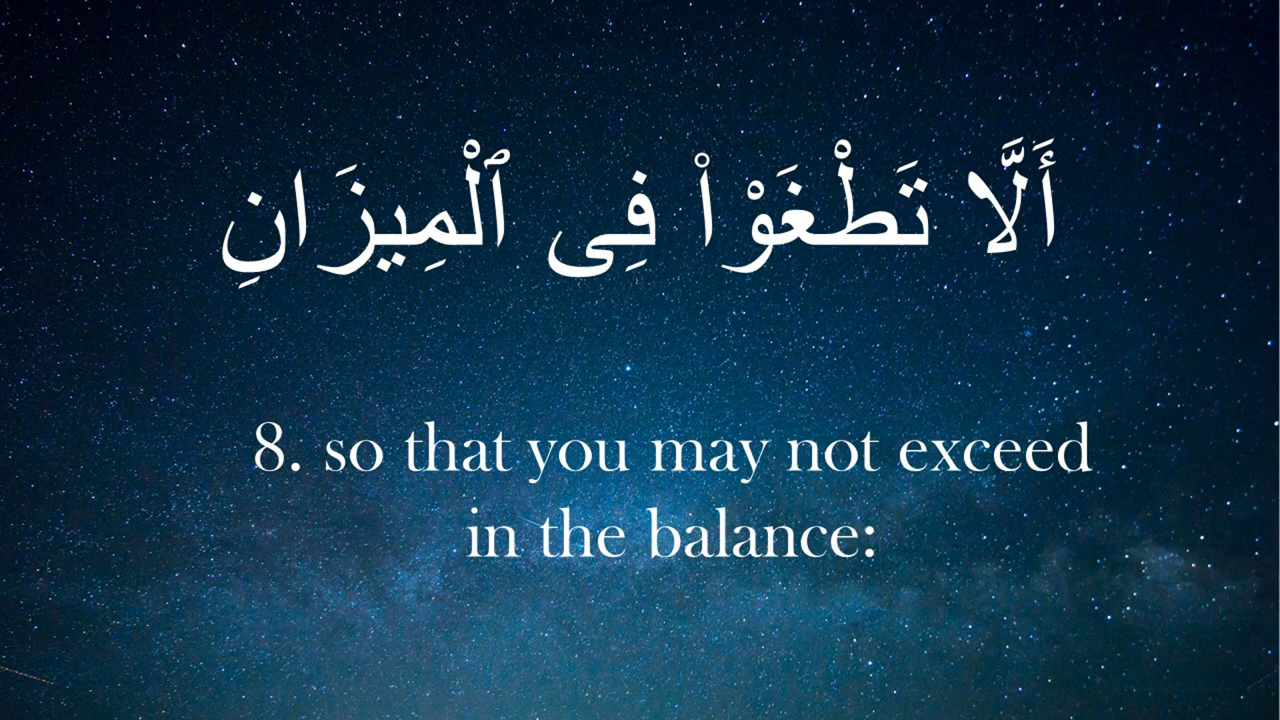 أَلَّا تَطْغَوْا۟ فِى ٱلْمِيزَانِ
8. so that you may not exceed
in the balance: